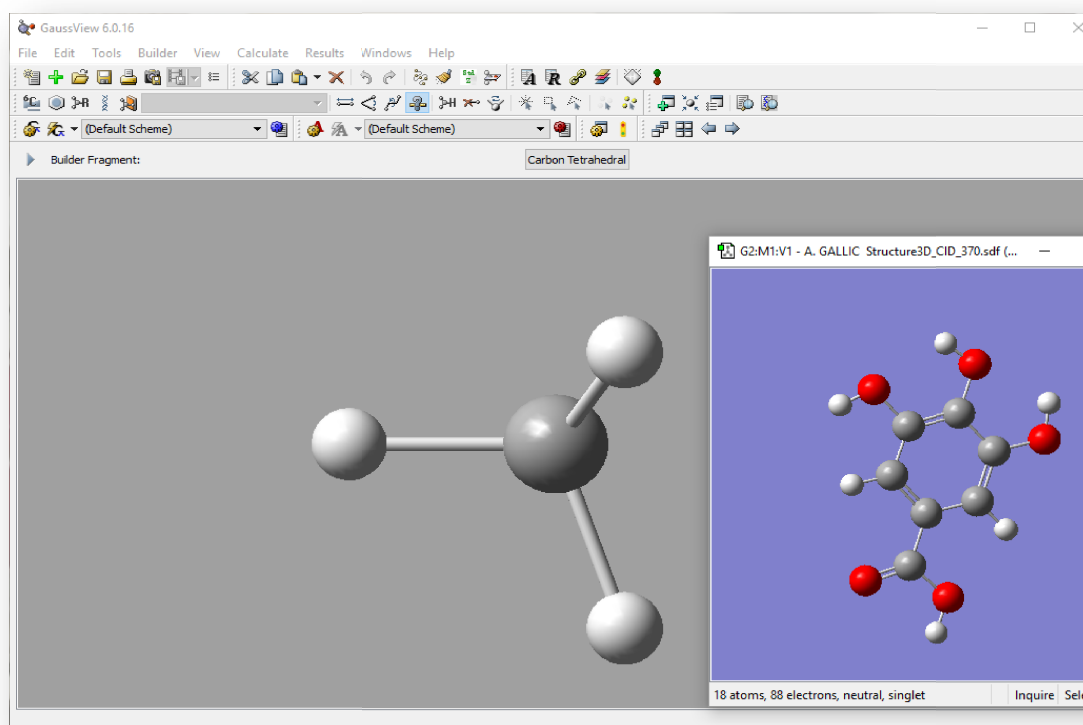 GaussView 6.0.16
File Edit Tools Builder View Calculate Results Windows Help
(Default Scheme) (Default Scheme)
Builder Fragment: Carbon Tetrahedral
G2:M1:V1 - A. GALLIC Structure3D_CID_370.sdf (...
18 atoms, 88 electrons, neutral, singlet Inquire Sele